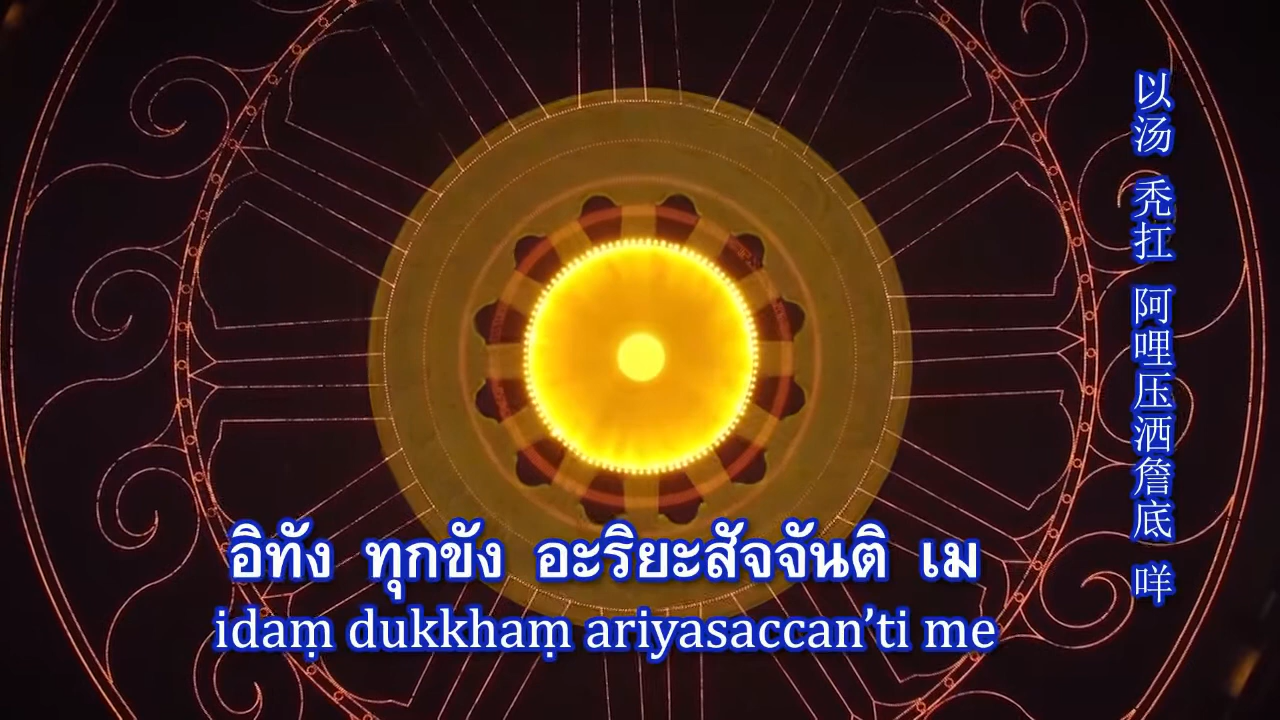 以汤 秃扛 阿哩压洒詹底 咩
อิทัง ทุกขัง อะริยะสัจจันติ เม
idaṃ dukkhaṃ ariyasaccan’ti me